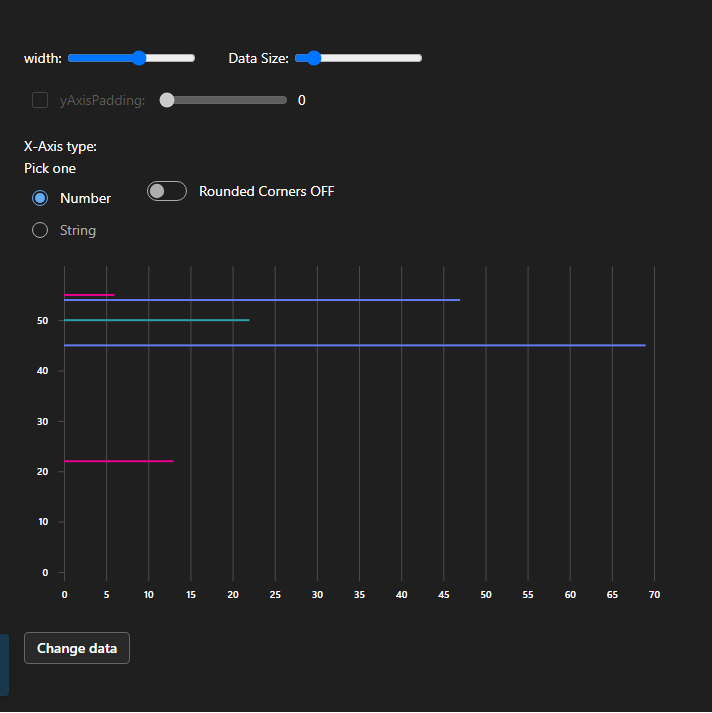 width: Data Size:
yAxisPadding: 0
X-Axis type:
Pick one
Number
Rounded Corners OFF
String
50
40
30
20
10
0
0 5 10 15 20 25 30 35 40 45 50 55 60 65 70
Change data